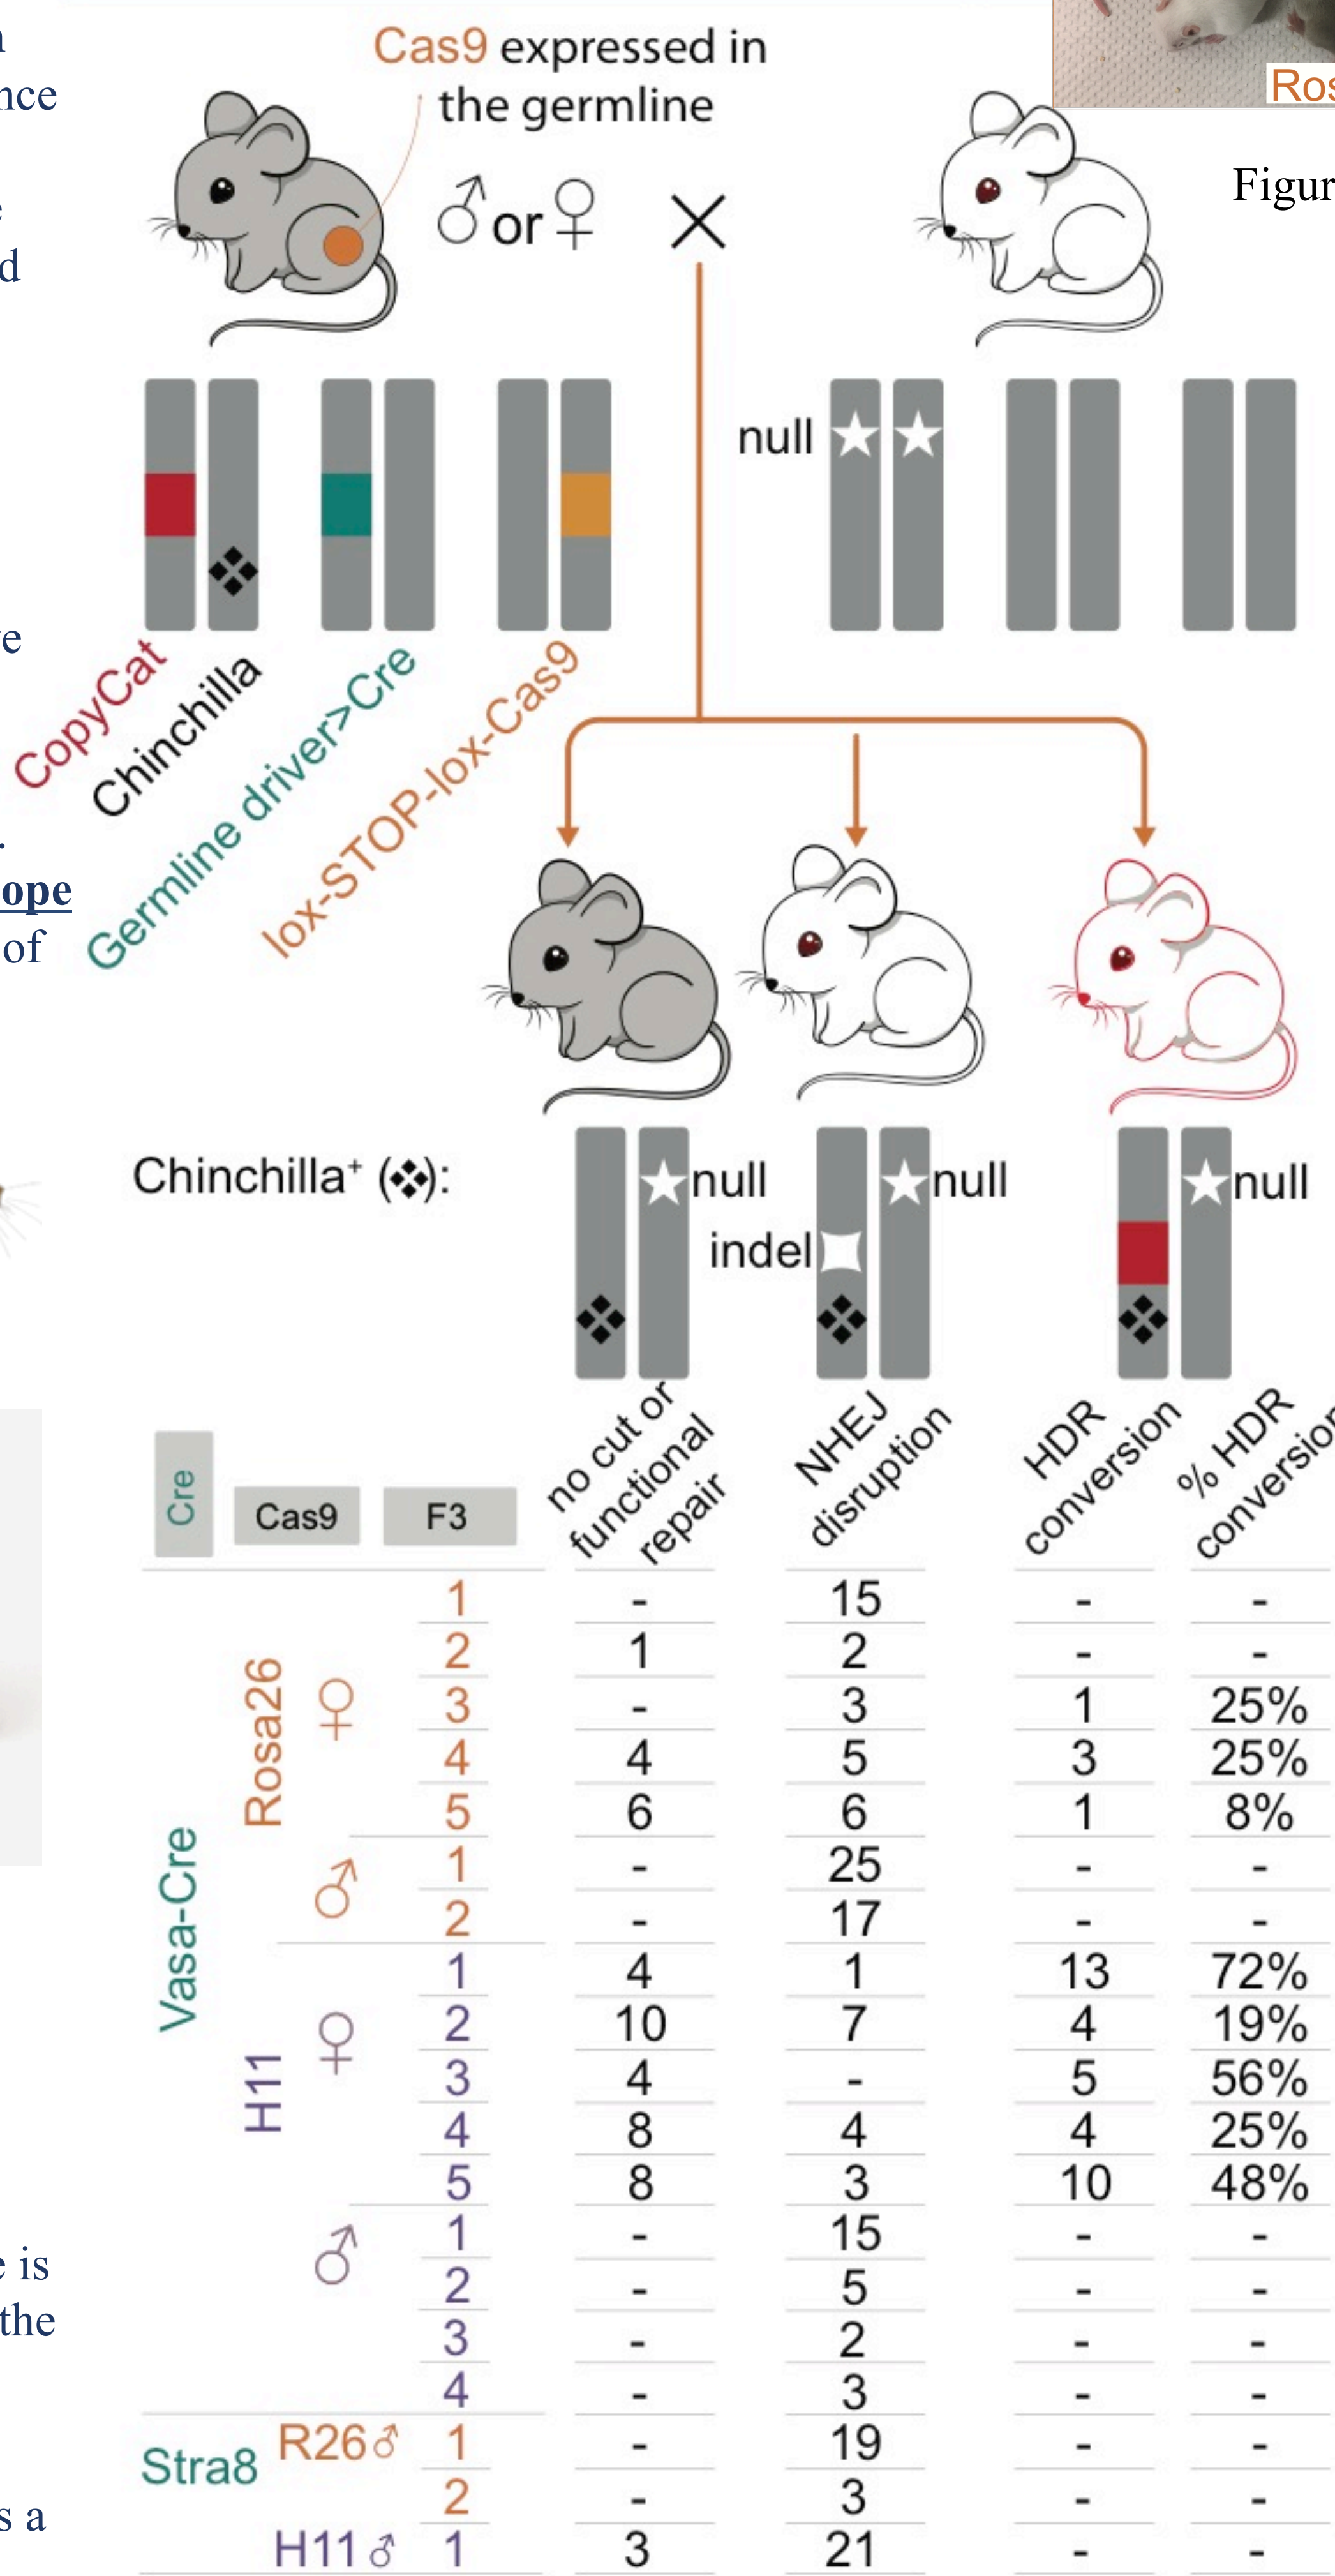 Cas9 expressed in
the germline
♂ or ♀ ×
null
CopyCat
Chinchilla
Germline driver>Cre
lox-STOP-lox-Cas9
of
Chinchilla⁺ (❖):
null
null
null
indel
no cut or
functional
repair
NHEJ
disruption
HDR
conversion
% HDR
conversion
Cre Cas9 F3
Vasa-Cre
Rosa26
♀
1 - 15 - -
2 1 2 - -
3 - 3 1 25%
4 4 5 3 25%
5 6 6 1 8%
♂
1 - 25 - -
2 - 17 - -
H11
♀
1 4 1 13 72%
2 10 7 4 19%
3 4 - 5 56%
4 8 4 4 25%
5 8 3 10 48%
♂
1 - 15 - -
2 - 5 - -
3 - 2 - -
4 - 3 - -
Stra8
R26♂ 1 - 19 - -
2 - 3 - -
H11♂ 1 3 21 - -
is
the
a